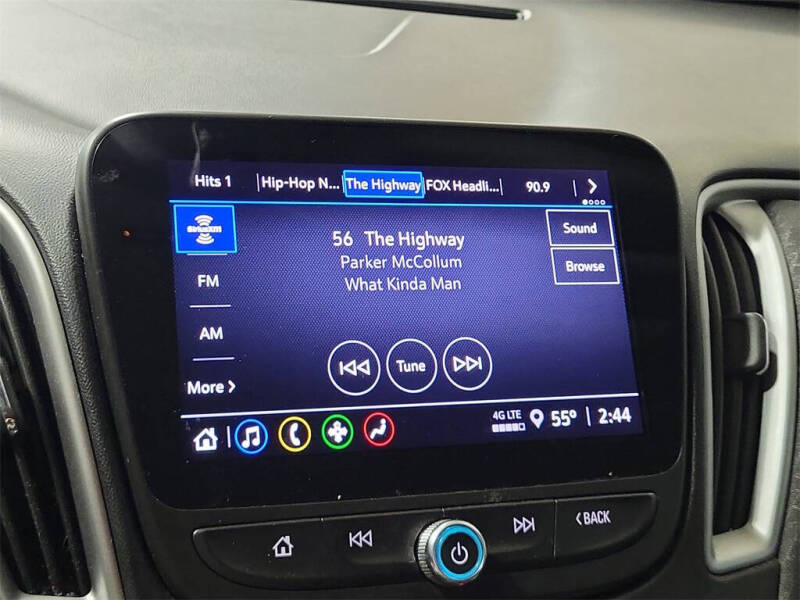 Hits 1 Hip-Hop N... The Highway FOX Headli... 90.9
SiriusXM
56 The Highway
Parker McCollum
What Kinda Man
Sound
Browse
FM
AM
More
Tune
4G LTE 55° 2:44
BACK